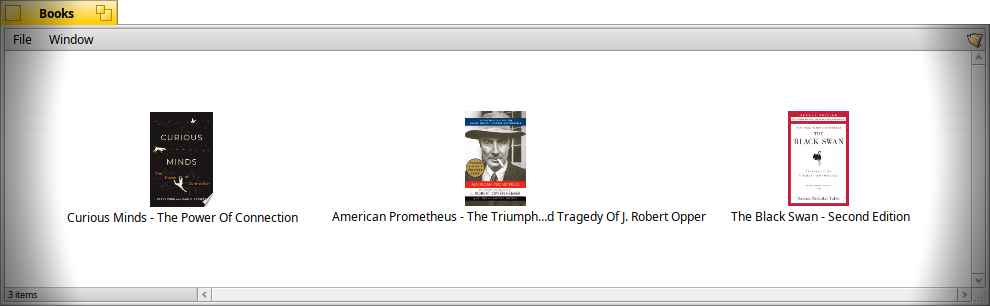 Books
File Window
CURIOUS
MINDS
The Power of Connection
AMERICAN PROMETHEUS
J. ROBERT OPPENHEIMER
SECOND EDITION
THE
BLACK SWAN
Nassim Nicholas Taleb
Curious Minds - The Power Of Connection
American Prometheus - The Triumph...d Tragedy Of J. Robert Opper
The Black Swan - Second Edition
3 items